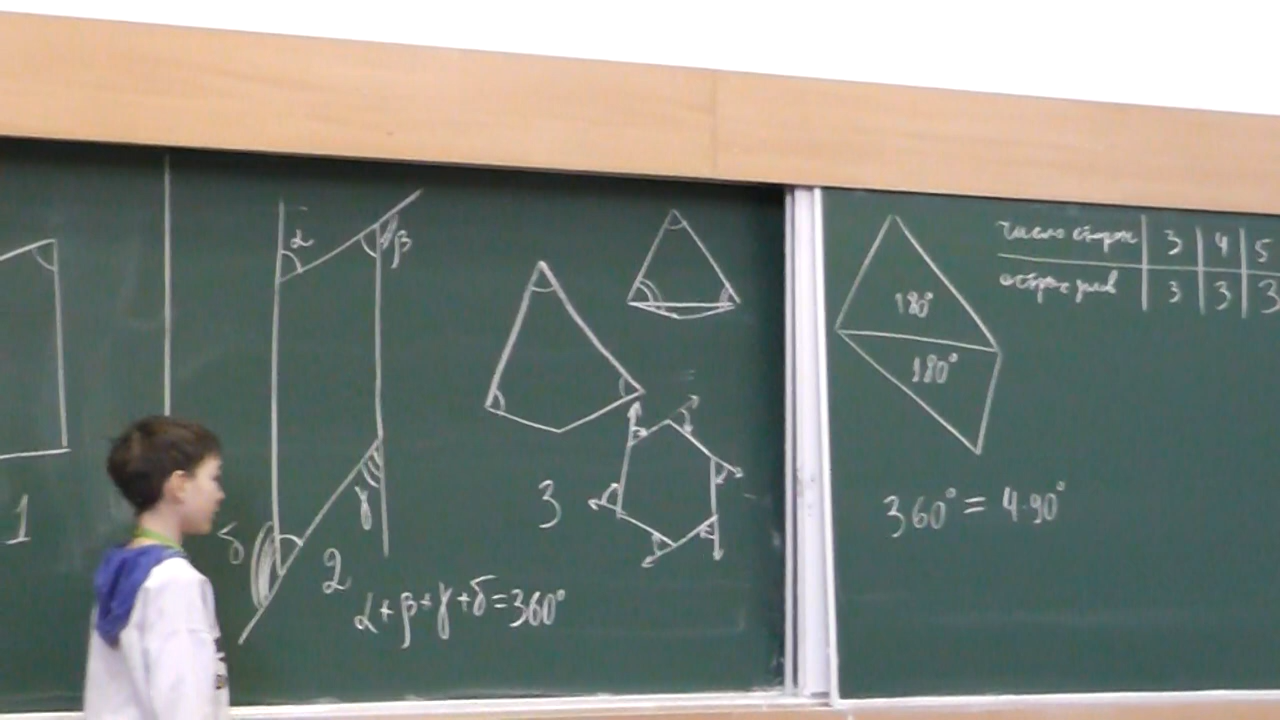 1
α
β
γ
δ
2
α+β+γ+δ=360°
3
180°
180°
360°=4·90°
число сторон 3 4 5
острых углов 3 3 3